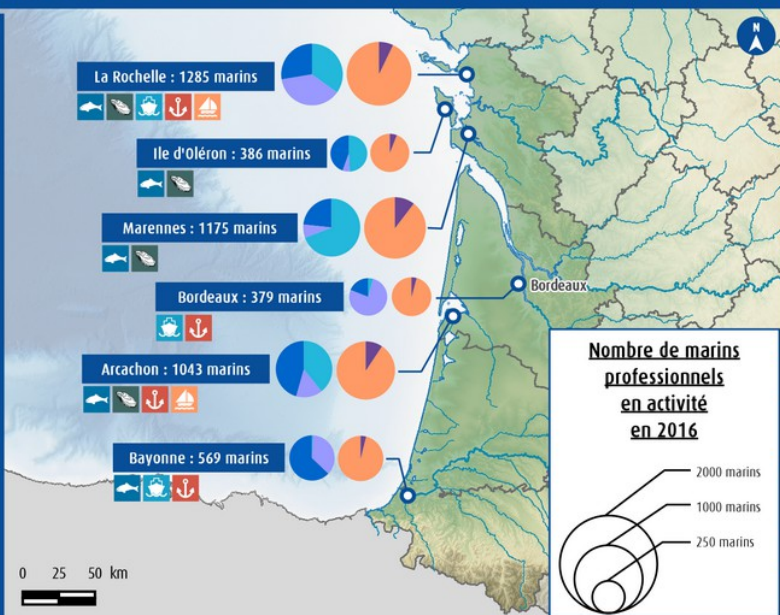 N
La Rochelle : 1285 marins
Ile d'Oléron : 386 marins
Marennes : 1175 marins
Bordeaux : 379 marins
Bordeaux
Arcachon : 1043 marins
Bayonne : 569 marins
Nombre de marins
professionnels
en activité
en 2016
2000 marins
1000 marins
250 marins
0 25 50 km